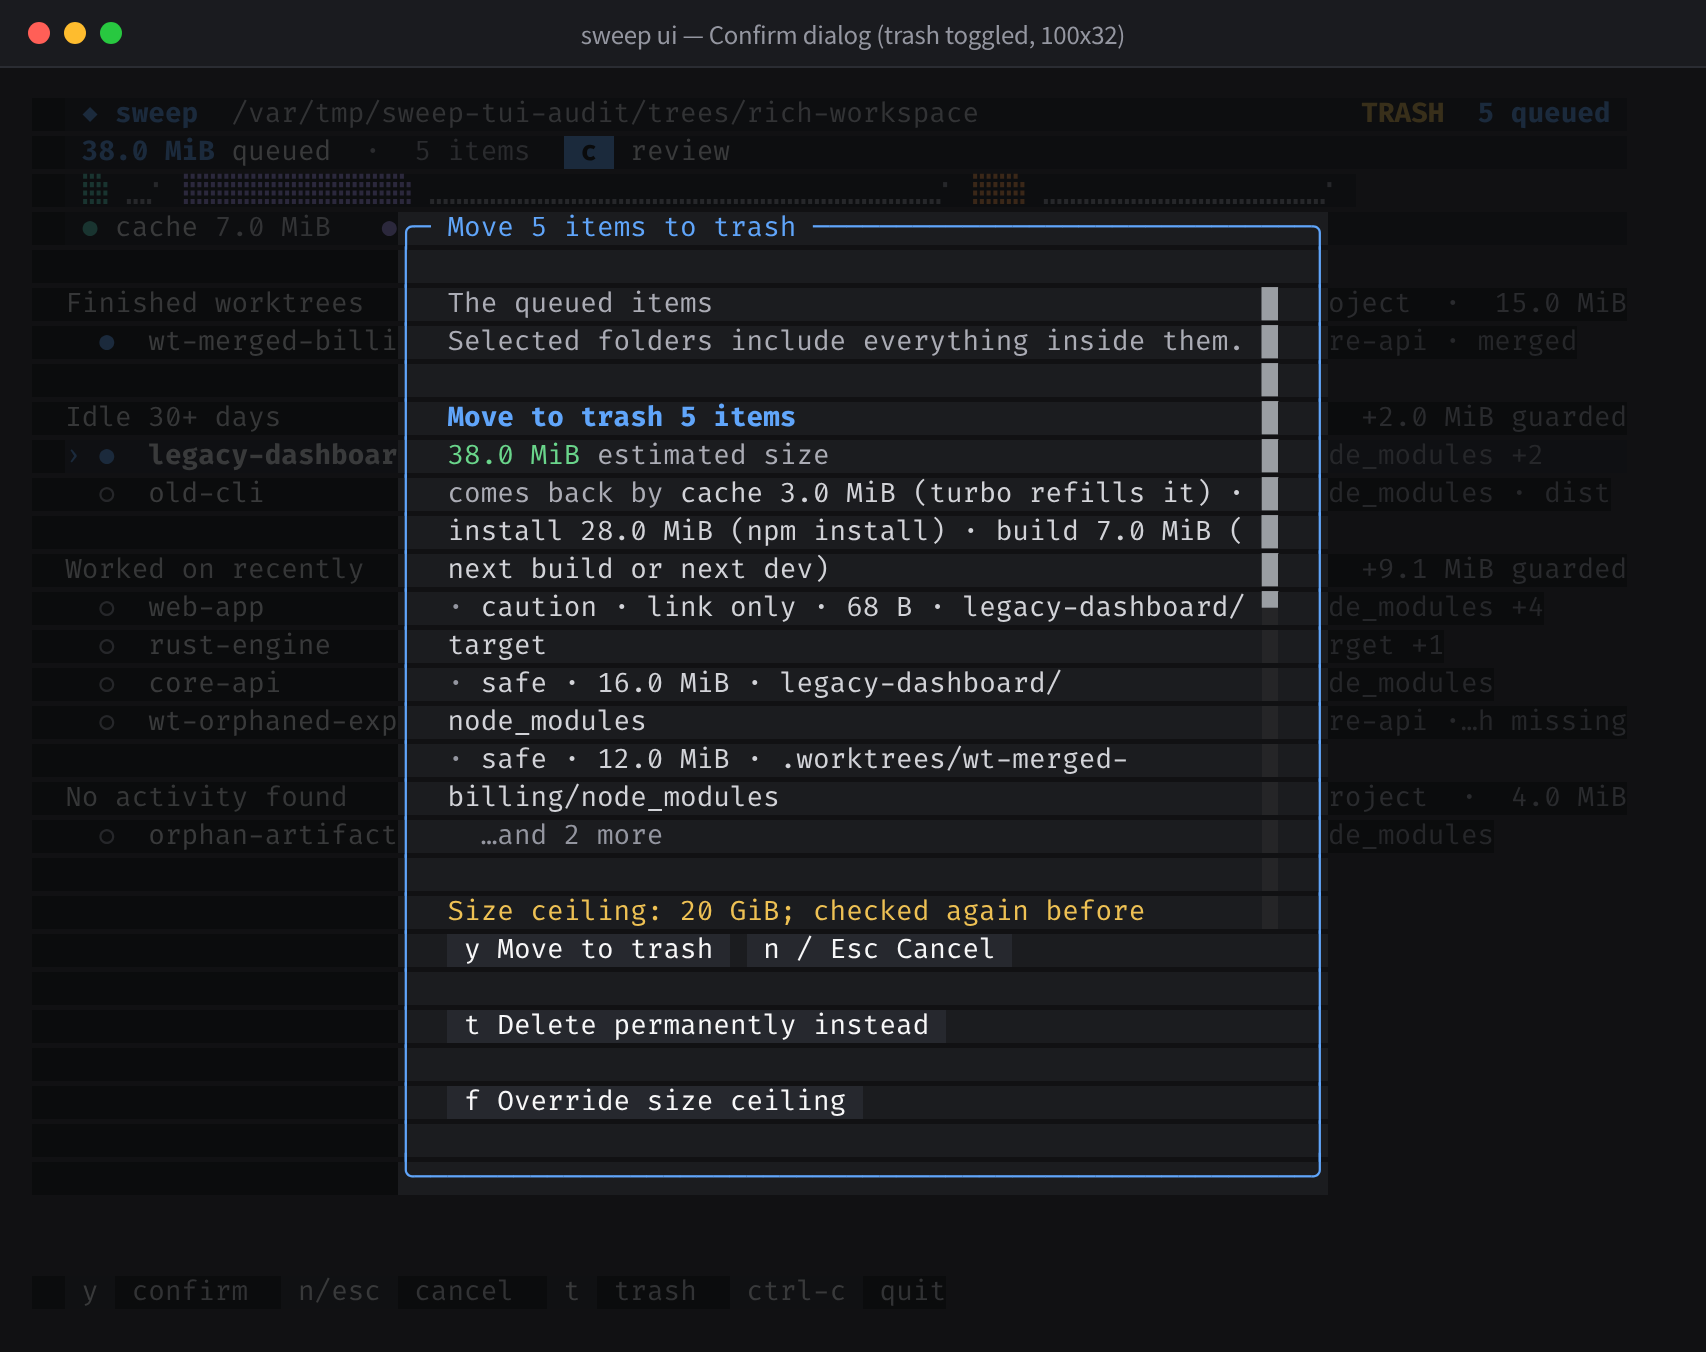 sweep ui — Confirm dialog (trash toggled, 100x32)
◆ sweep /var/tmp/sweep-tui-audit/trees/rich-workspace TRASH 5 queued
38.0 MiB queued · 5 items c review
● cache 7.0 MiB ●
Move 5 items to trash
The queued items
Finished worktrees oject · 15.0 MiB
Selected folders include everything inside them.
● wt-merged-billi re-api · merged
Move to trash 5 items
Idle 30+ days +2.0 MiB guarded
38.0 MiB estimated size
› ● legacy-dashboar de_modules +2
comes back by cache 3.0 MiB (turbo refills it) ·
○ old-cli de_modules · dist
install 28.0 MiB (npm install) · build 7.0 MiB (
next build or next dev)
Worked on recently +9.1 MiB guarded
· caution · link only · 68 B · legacy-dashboard/
○ web-app de_modules +4
target
○ rust-engine rget +1
· safe · 16.0 MiB · legacy-dashboard/
○ core-api de_modules
node_modules
○ wt-orphaned-exp re-api ·…h missing
· safe · 12.0 MiB · .worktrees/wt-merged-
billing/node_modules
No activity found roject · 4.0 MiB
…and 2 more
○ orphan-artifact de_modules
Size ceiling: 20 GiB; checked again before
y Move to trash n / Esc Cancel
t Delete permanently instead
f Override size ceiling
y confirm n/esc cancel t trash ctrl-c quit